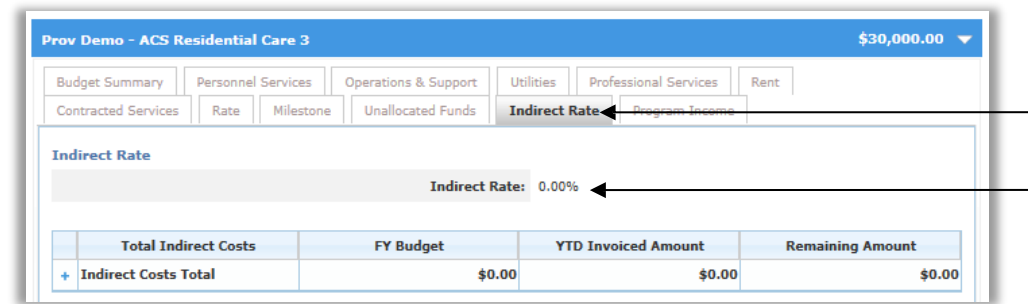 Prov Demo - ACS Residential Care 3 $30,000.00
Budget Summary Personnel Services Operations & Support Utilities Professional Services Rent
Contracted Services Rate Milestone Unallocated Funds Indirect Rate Program Income
Indirect Rate
Indirect Rate: 0.00%
Total Indirect Costs FY Budget YTD Invoiced Amount Remaining Amount
+ Indirect Costs Total $0.00 $0.00 $0.00